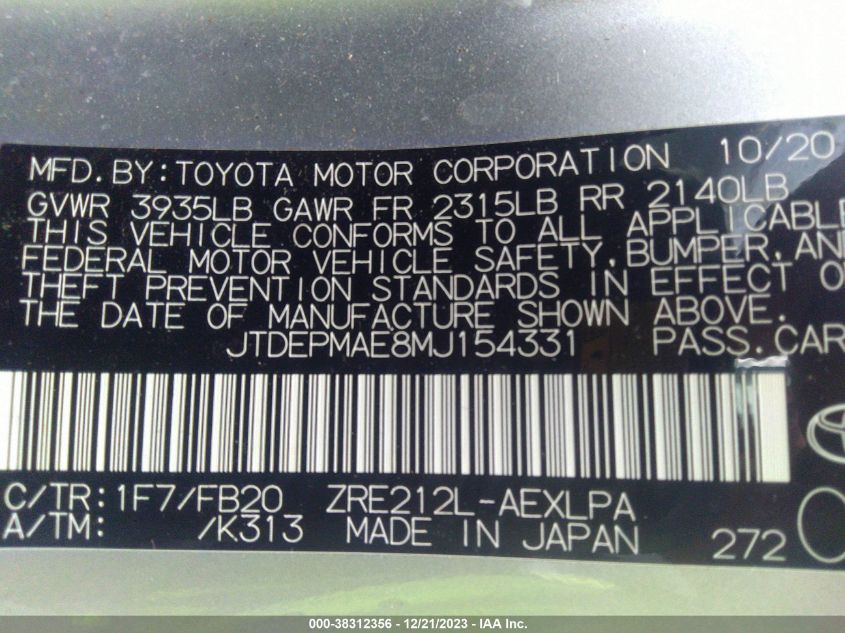 MFD. BY: TOYOTA MOTOR CORPORATION 10/20
GVWR 3935LB GAWR FR 2315LB RR 2140LB
THIS VEHICLE CONFORMS TO ALL APPLICABLE
FEDERAL MOTOR VEHICLE SAFETY, BUMPER, AND
THEFT PREVENTION STANDARDS IN EFFECT O
THE DATE OF MANUFACTURE SHOWN ABOVE.
JTDEPMAE8MJ154331 PASS. CAR
C/TR: 1F7/FB20 ZRE212L-AEXLPA
A/TM: /K313 MADE IN JAPAN 272
000-38312356 - 12/21/2023 - IAA Inc.